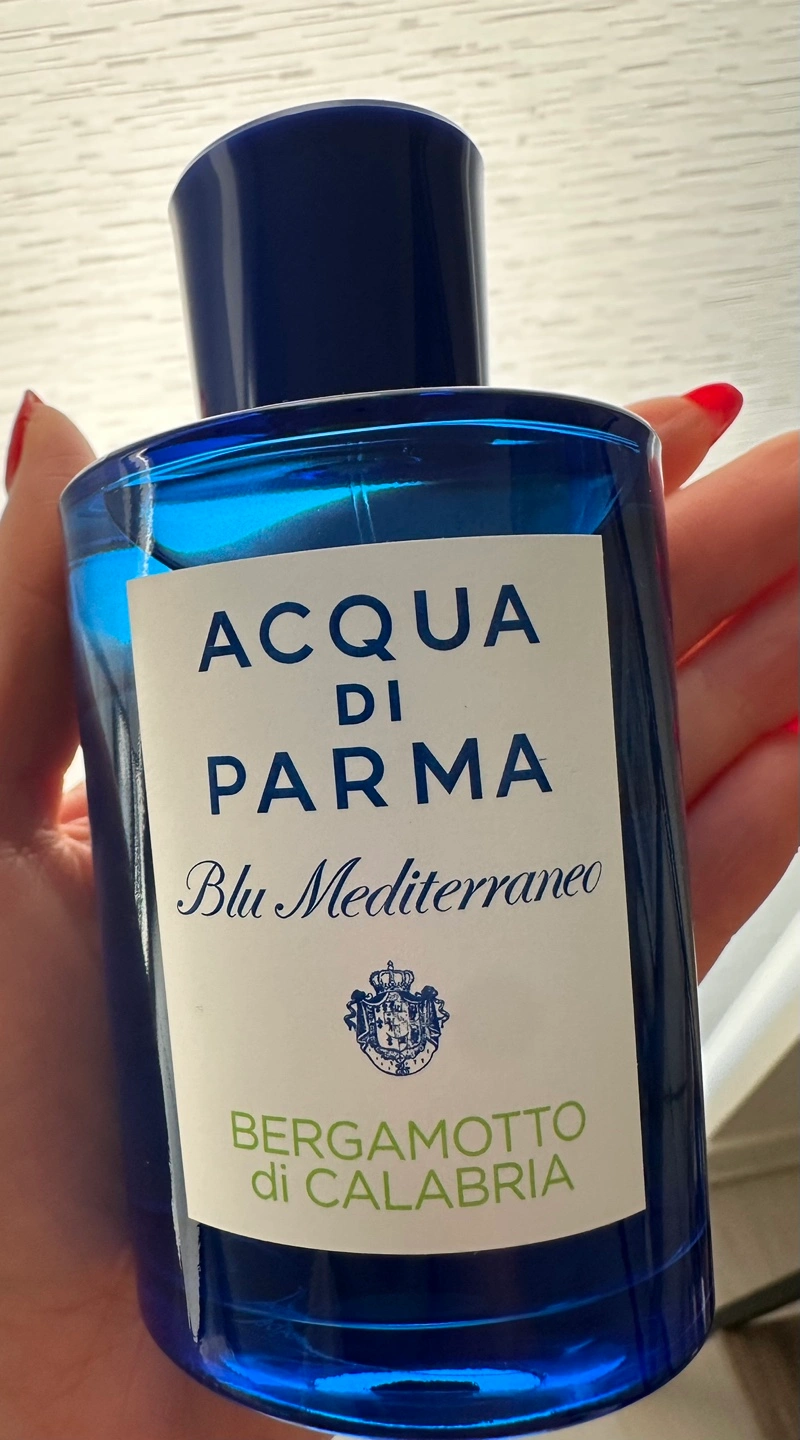 ACQUA
DI
PARMA
Blu Mediterraneo
BERGAMOTTO
di CALABRIA